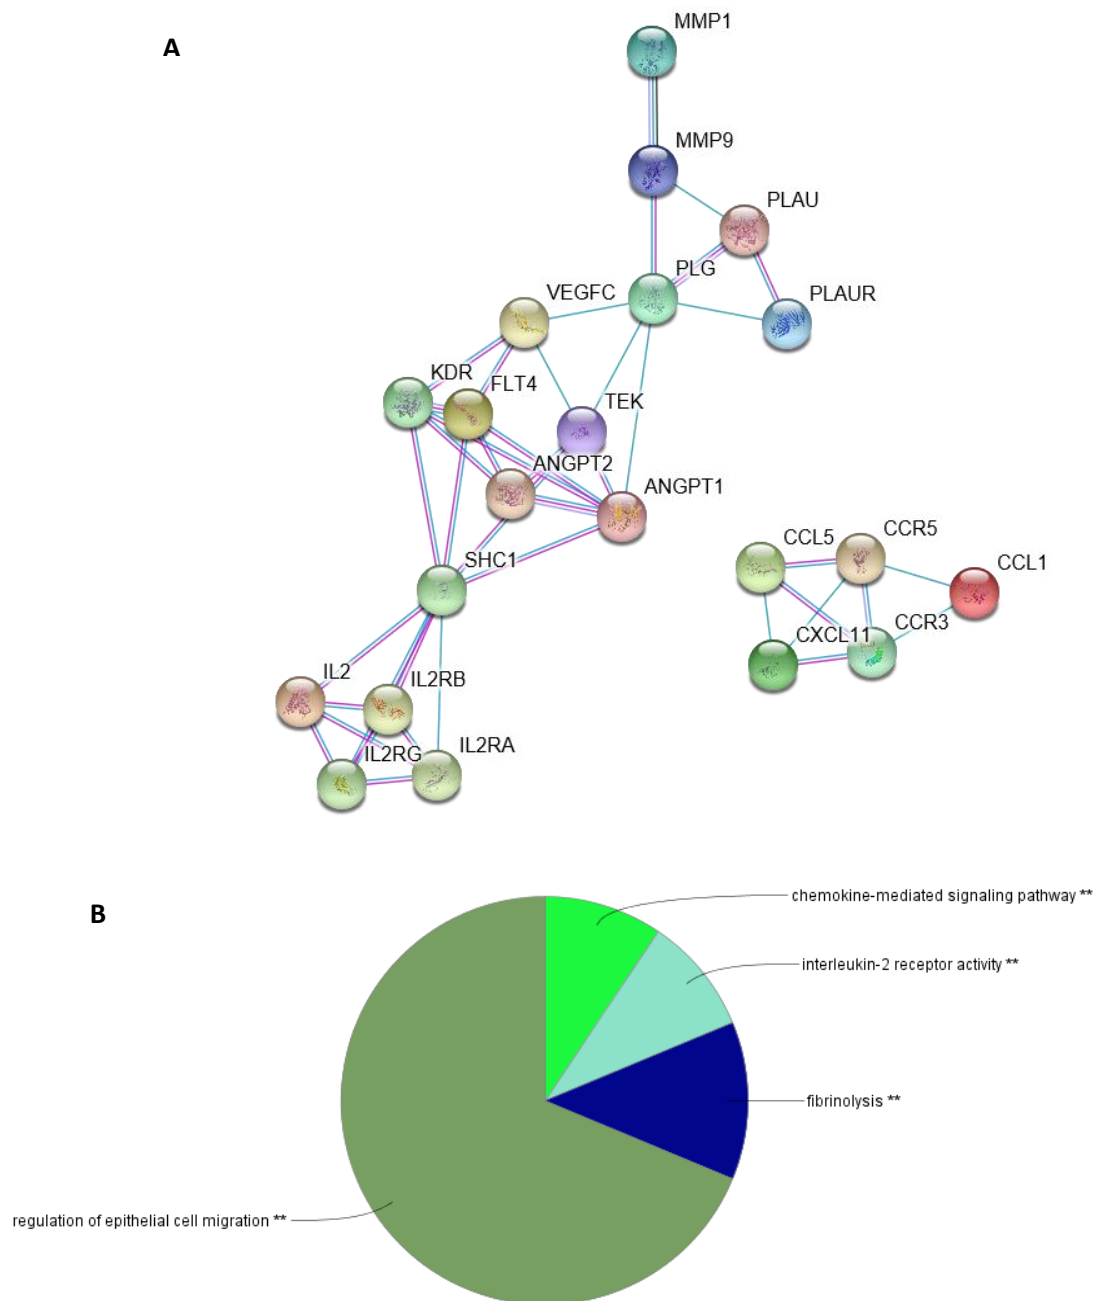 A
MMP1
MMP9
PLAU
PLG
PLAUR
VEGFC
KDR
FLT4
TEK
ANGPT2
ANGPT1
SHC1
CCL5
CCR5
CCL1
CXCL11
CCR3
IL2
IL2RB
IL2RG
IL2RA
B
chemokine-mediated signaling pathway **
interleukin-2 receptor activity **
fibrinolysis **
regulation of epithelial cell migration **